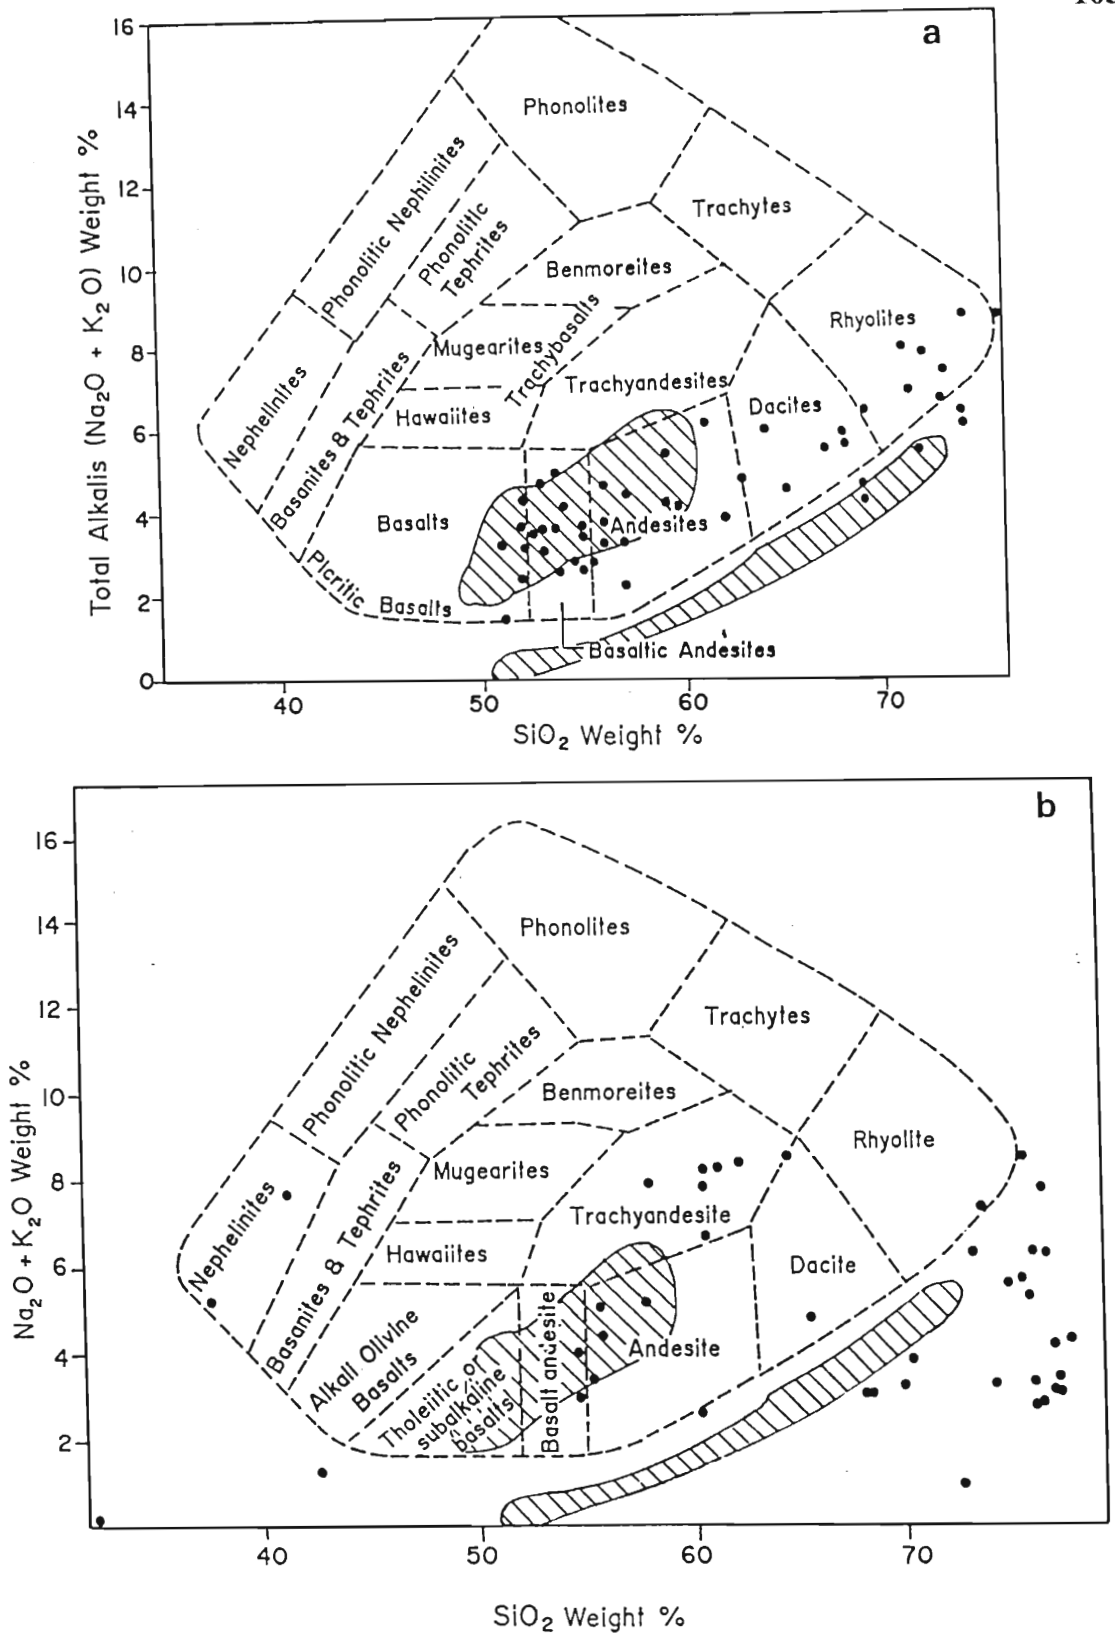 a
16
14
12
10
8
6
4
2
0
Total Alkalis (Na2O + K2O) Weight %
Phonolites
Phonolitic Nephilinites
Phonolitic
Tephrites
Trachytes
Benmoreites
Trachybasalts
Mugearites
Rhyolites
Nephelinites
Basanites & Tephrites
Trachyandesites
Hawaiites
Dacites
Basalts
Andesites
Picritic
Basalts
Basaltic Andesites
40
50
60
70
SiO2 Weight %
b
16
14
12
10
8
6
4
2
Na2O + K2O Weight %
Phonolites
Phonolitic Nephelinites
Trachytes
Phonolitic
Tephrites
Benmoreites
Rhyolite
Mugearites
Nephelinites
Basanites & Tephrites
Trachyandesite
Hawaiites
Dacite
Alkali Olivine
Basalts
Tholeiitic or
subalkaline
basalts
Basalt andesite
Andesite
40
50
60
70
SiO2 Weight %